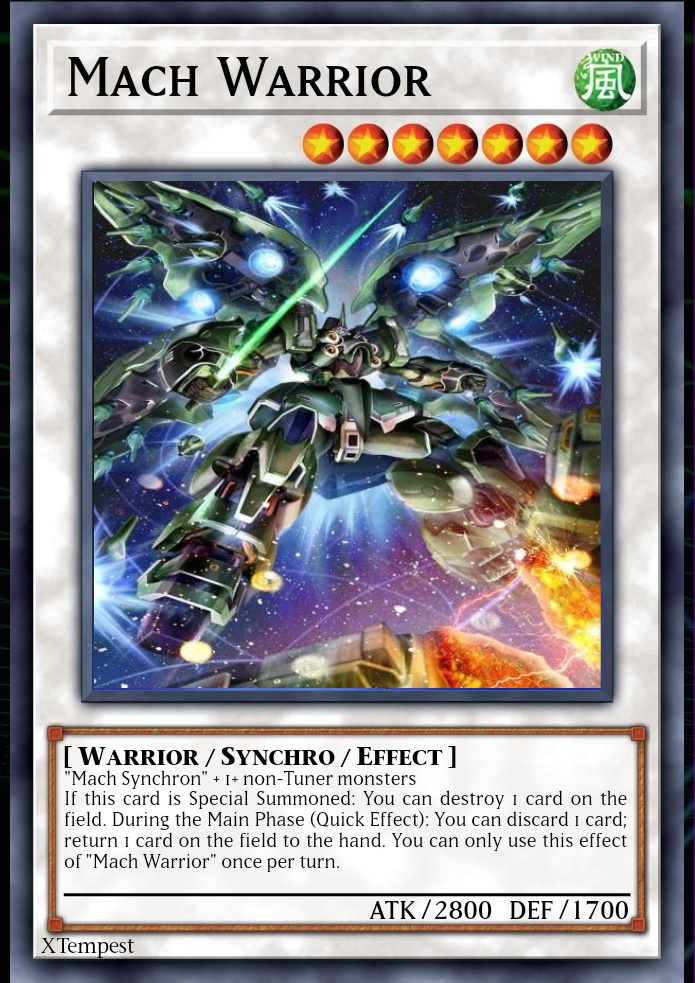 Mach Warrior
WIND
風
[ Warrior / Synchro / Effect ]
"Mach Synchron" + 1+ non-Tuner monsters
If this card is Special Summoned: You can destroy 1 card on the
field. During the Main Phase (Quick Effect): You can discard 1 card;
return 1 card on the field to the hand. You can only use this effect
of "Mach Warrior" once per turn.
ATK/2800 DEF/1700
XTempest